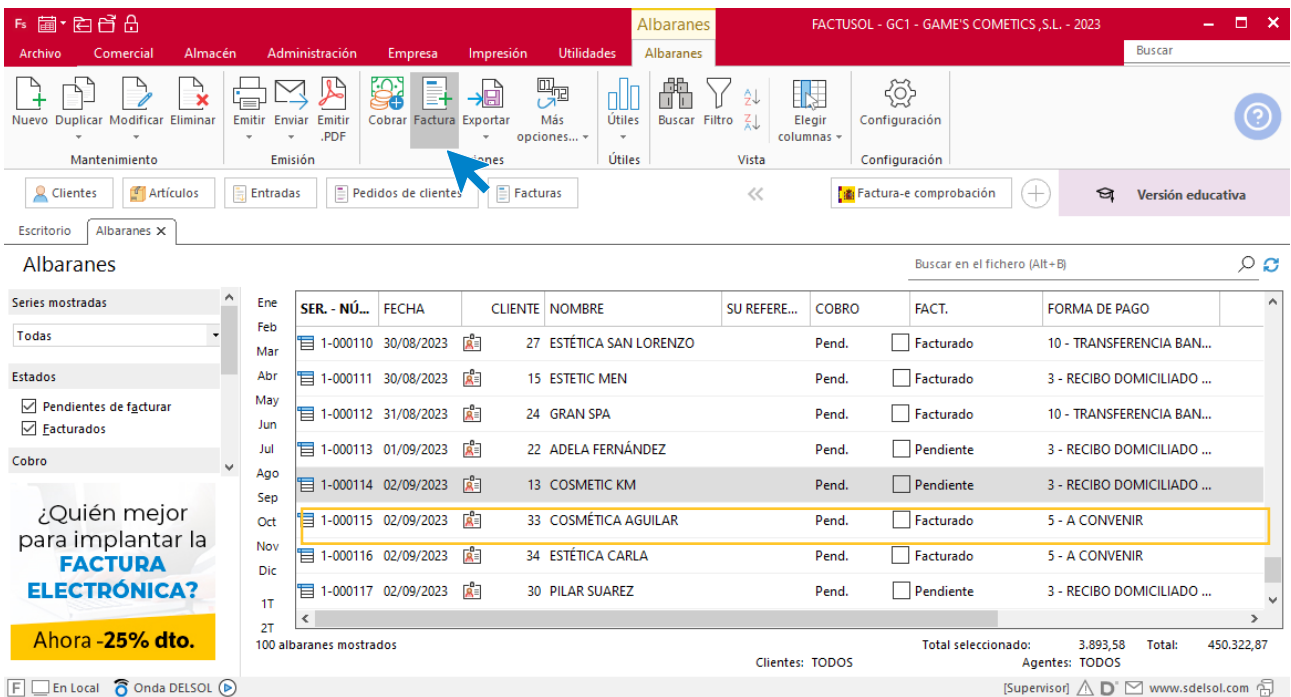 Fs
Albaranes
FACTUSOL - GC1 - GAME'S COMETICS ,S.L. - 2023
Archivo Comercial Almacén Administración Empresa Impresión Utilidades Albaranes Buscar
Nuevo Duplicar Modificar Eliminar Emitir Enviar Emitir .PDF Cobrar Factura Exportar Más opciones... Útiles Buscar Filtro Elegir columnas Configuración
Mantenimiento Emisión Útiles Vista Configuración
Clientes Artículos Entradas Pedidos de clientes Facturas Factura-e comprobación Versión educativa
Escritorio Albaranes
Albaranes Buscar en el fichero (Alt+B)
Series mostradas
Todas
Estados
Pendientes de facturar
Facturados
Cobro
¿Quién mejor
para implantar la
FACTURA
ELECTRÓNICA?
Ahora -25% dto.
Ene
Feb
Mar
Abr
May
Jun
Jul
Ago
Sep
Oct
Nov
Dic
1T
2T
SER. - NÚ... FECHA CLIENTE NOMBRE SU REFERE... COBRO FACT. FORMA DE PAGO
1-000110 30/08/2023 27 ESTÉTICA SAN LORENZO Pend. Facturado 10 - TRANSFERENCIA BAN...
1-000111 30/08/2023 15 ESTETIC MEN Pend. Facturado 3 - RECIBO DOMICILIADO ...
1-000112 31/08/2023 24 GRAN SPA Pend. Facturado 10 - TRANSFERENCIA BAN...
1-000113 01/09/2023 22 ADELA FERNÁNDEZ Pend. Pendiente 3 - RECIBO DOMICILIADO ...
1-000114 02/09/2023 13 COSMETIC KM Pend. Pendiente 3 - RECIBO DOMICILIADO ...
1-000115 02/09/2023 33 COSMÉTICA AGUILAR Pend. Facturado 5 - A CONVENIR
1-000116 02/09/2023 34 ESTÉTICA CARLA Pend. Facturado 5 - A CONVENIR
1-000117 02/09/2023 30 PILAR SUAREZ Pend. Pendiente 3 - RECIBO DOMICILIADO ...
100 albaranes mostrados Total seleccionado: 3.893,58 Total: 450.322,87
Clientes: TODOS Agentes: TODOS
F En Local Onda DELSOL [Supervisor] D www.sdelsol.com